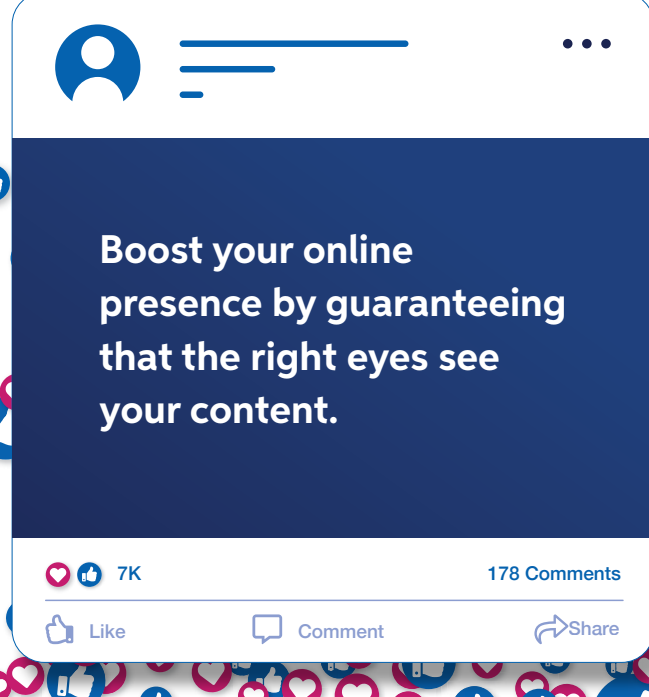 Boost your online
presence by guaranteeing
that the right eyes see
your content.
7K
178 Comments
Like
Comment
Share